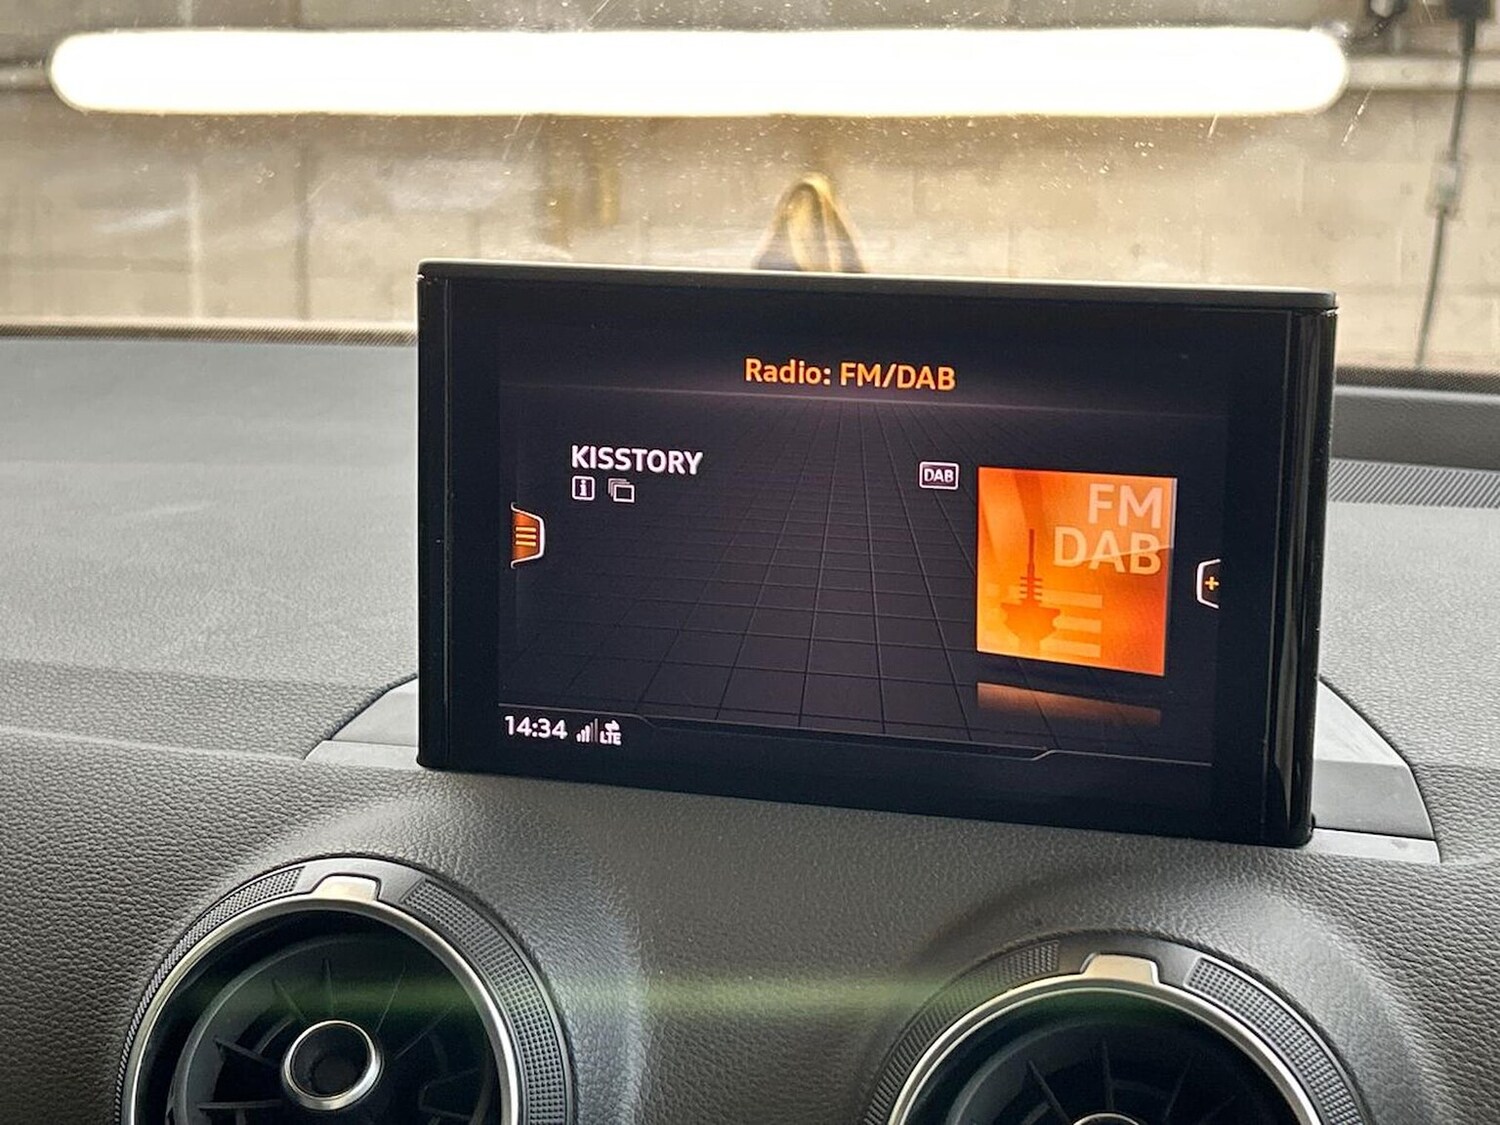 Radio: FM/DAB
KISSTORY
DAB
FM
DAB
14:34 LTE